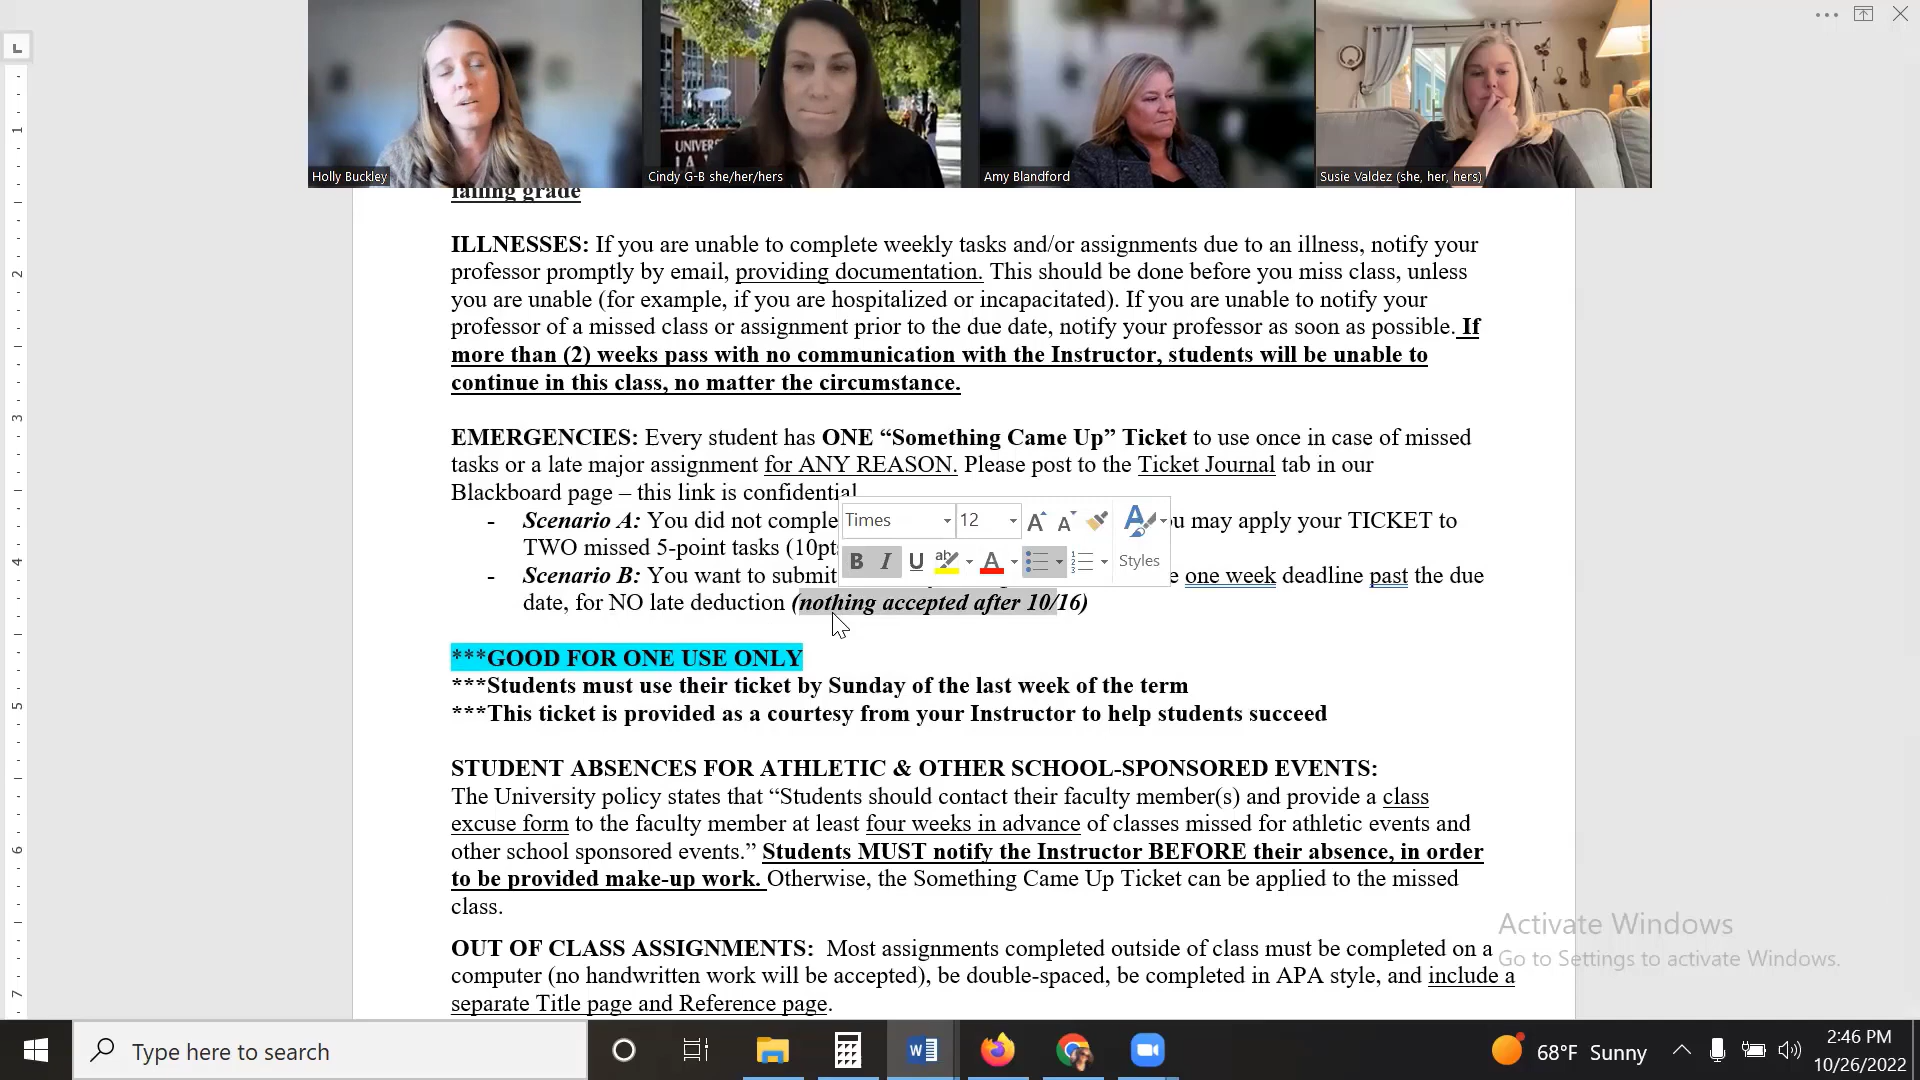 Holly Buckley
UNIVERS
LA V
Cindy G-B she/her/hers
Amy Blandford
Susie Valdez (she, her, hers)
failing grade
ILLNESSES: If you are unable to complete weekly tasks and/or assignments due to an illness, notify your
professor promptly by email, providing documentation. This should be done before you miss class, unless
you are unable (for example, if you are hospitalized or incapacitated). If you are unable to notify your
professor of a missed class or assignment prior to the due date, notify your professor as soon as possible. If
more than (2) weeks pass with no communication with the Instructor, students will be unable to
continue in this class, no matter the circumstance.
EMERGENCIES: Every student has ONE “Something Came Up” Ticket to use once in case of missed
tasks or a late major assignment for ANY REASON. Please post to the Ticket Journal tab in our
Blackboard page – this link is confidential
- Scenario A: You did not comple u may apply your TICKET to
TWO missed 5-point tasks (10pt
- Scenario B: You want to submit e one week deadline past the due
date, for NO late deduction (nothing accepted after 10/16)
Times 12 A A A
B I U ab A Styles
***GOOD FOR ONE USE ONLY
***Students must use their ticket by Sunday of the last week of the term
***This ticket is provided as a courtesy from your Instructor to help students succeed
STUDENT ABSENCES FOR ATHLETIC & OTHER SCHOOL-SPONSORED EVENTS:
The University policy states that “Students should contact their faculty member(s) and provide a class
excuse form to the faculty member at least four weeks in advance of classes missed for athletic events and
other school sponsored events.” Students MUST notify the Instructor BEFORE their absence, in order
to be provided make-up work. Otherwise, the Something Came Up Ticket can be applied to the missed
class.
OUT OF CLASS ASSIGNMENTS: Most assignments completed outside of class must be completed on a
computer (no handwritten work will be accepted), be double-spaced, be completed in APA style, and include a
separate Title page and Reference page.
Activate Windows
Go to Settings to activate Windows.
L
1
2
3
4
5
6
7
Type here to search
W
68°F Sunny
2:46 PM
10/26/2022